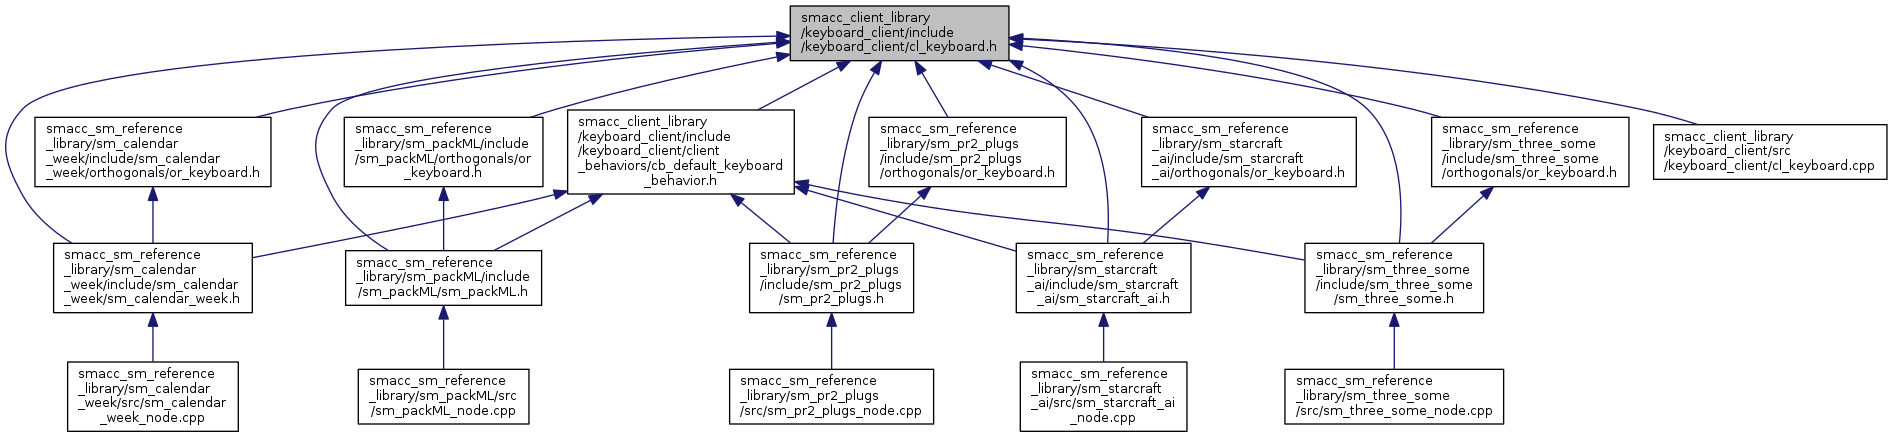 smacc_client_library
/keyboard_client/include
/keyboard_client/cl_keyboard.h
smacc_sm_reference
_library/sm_calendar
_week/include/sm_calendar
_week/orthogonals/or_keyboard.h
smacc_sm_reference
_library/sm_packML/include
/sm_packML/orthogonals/or
_keyboard.h
smacc_client_library
/keyboard_client/include
/keyboard_client/client
_behaviors/cb_default_keyboard
_behavior.h
smacc_sm_reference
_library/sm_pr2_plugs
/include/sm_pr2_plugs
/orthogonals/or_keyboard.h
smacc_sm_reference
_library/sm_starcraft
_ai/include/sm_starcraft
_ai/orthogonals/or_keyboard.h
smacc_sm_reference
_library/sm_three_some
/include/sm_three_some
/orthogonals/or_keyboard.h
smacc_client_library
/keyboard_client/src
/keyboard_client/cl_keyboard.cpp
smacc_sm_reference
_library/sm_calendar
_week/include/sm_calendar
_week/sm_calendar_week.h
smacc_sm_reference
_library/sm_packML/include
/sm_packML/sm_packML.h
smacc_sm_reference
_library/sm_pr2_plugs
/include/sm_pr2_plugs
/sm_pr2_plugs.h
smacc_sm_reference
_library/sm_starcraft
_ai/include/sm_starcraft
_ai/sm_starcraft_ai.h
smacc_sm_reference
_library/sm_three_some
/include/sm_three_some
/sm_three_some.h
smacc_sm_reference
_library/sm_calendar
_week/src/sm_calendar
_week_node.cpp
smacc_sm_reference
_library/sm_packML/src
/sm_packML_node.cpp
smacc_sm_reference
_library/sm_pr2_plugs
/src/sm_pr2_plugs_node.cpp
smacc_sm_reference
_library/sm_starcraft
_ai/src/sm_starcraft_ai
_node.cpp
smacc_sm_reference
_library/sm_three_some
/src/sm_three_some_node.cpp